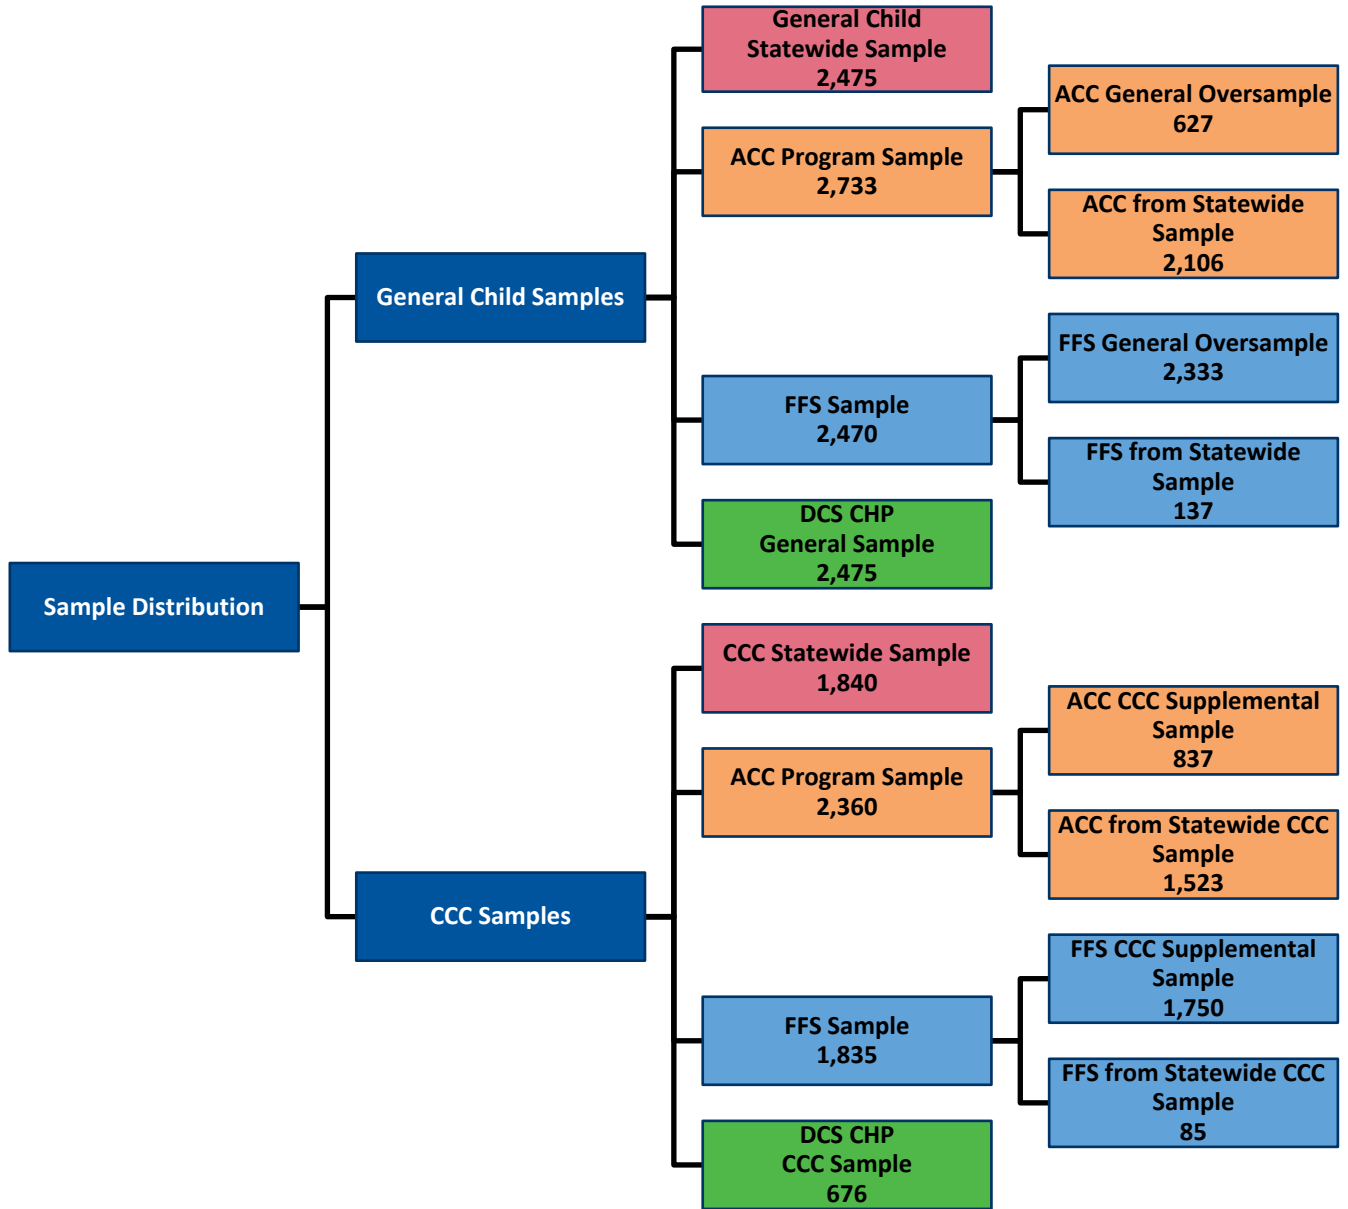 Sample Distribution
General Child Samples
General Child
Statewide Sample
2,475
ACC Program Sample
2,733
ACC General Oversample
627
ACC from Statewide
Sample
2,106
FFS Sample
2,470
FFS General Oversample
2,333
FFS from Statewide
Sample
137
DCS CHP
General Sample
2,475
CCC Samples
CCC Statewide Sample
1,840
ACC Program Sample
2,360
ACC CCC Supplemental
Sample
837
ACC from Statewide CCC
Sample
1,523
FFS Sample
1,835
FFS CCC Supplemental
Sample
1,750
FFS from Statewide CCC
Sample
85
DCS CHP
CCC Sample
676